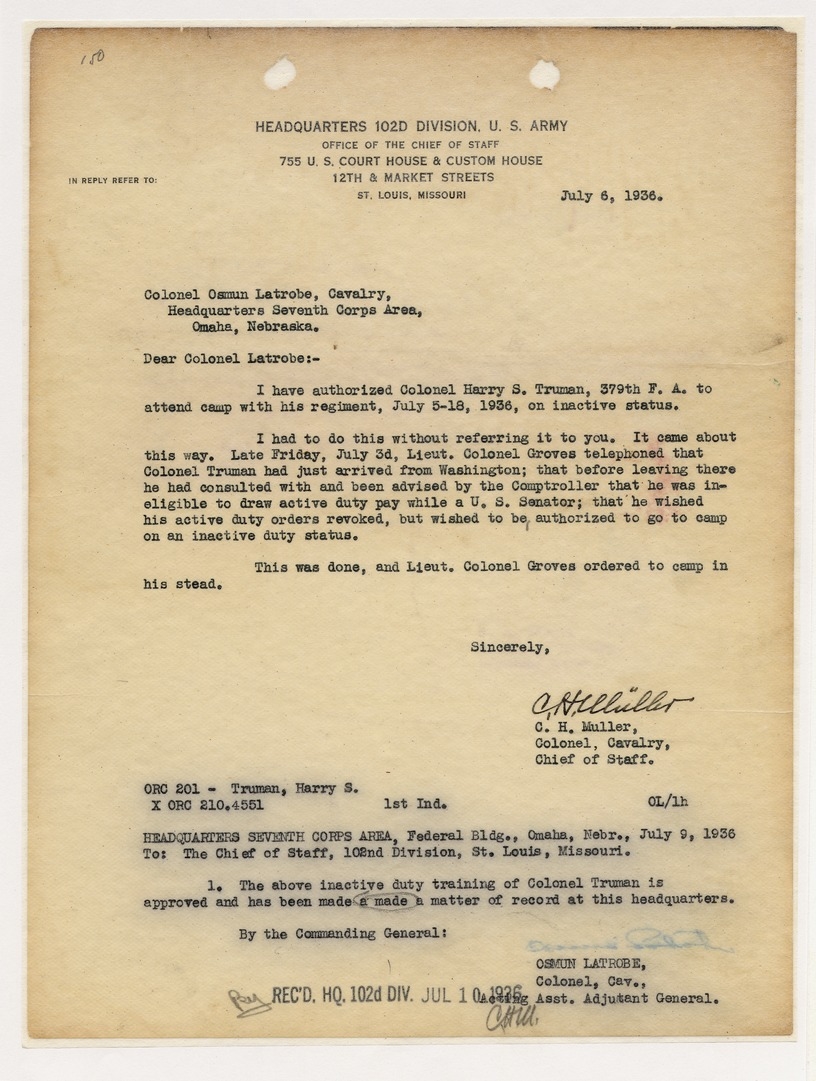 150
HEADQUARTERS 102D DIVISION, U. S. ARMY
OFFICE OF THE CHIEF OF STAFF
755 U. S. COURT HOUSE & CUSTOM HOUSE
12TH & MARKET STREETS
IN REPLY REFER TO:
ST. LOUIS, MISSOURI
July 6, 1936.
Colonel Osmun Latrobe, Cavalry,
Headquarters Seventh Corps Area,
Omaha, Nebraska.
Dear Colonel Latrobe:-
I have authorized Colonel Harry S. Truman, 379th F. A. to
attend camp with his regiment, July 5-18, 1936, on inactive status.
I had to do this without referring it to you. It came about
this way. Late Friday, July 3d, Lieut. Colonel Groves telephoned that
Colonel Truman had just arrived from Washington; that before leaving there
he had consulted with and been advised by the Comptroller that he was in-
eligible to draw active duty pay while a U. S. Senator; that he wished
his active duty orders revoked, but wished to be authorized to go to camp
on an inactive duty status.
This was done, and Lieut. Colonel Groves ordered to camp in
his stead.
Sincerely,
C. H. Müller
C. H. Muller,
Colonel, Cavalry,
Chief of Staff.
ORC 201 - Truman, Harry S.
X ORC 210.4551 1st Ind. OL/lh
HEADQUARTERS SEVENTH CORPS AREA, Federal Bldg., Omaha, Nebr., July 9, 1936
To: The Chief of Staff, 102nd Division, St. Louis, Missouri.
1. The above inactive duty training of Colonel Truman is
approved and has been made a made a matter of record at this headquarters.
By the Commanding General:
OSMUN LATROBE,
Colonel, Cav.,
Acting Asst. Adjutant General.
REC'D. HQ. 102d DIV. JUL 10 1936
CHM.